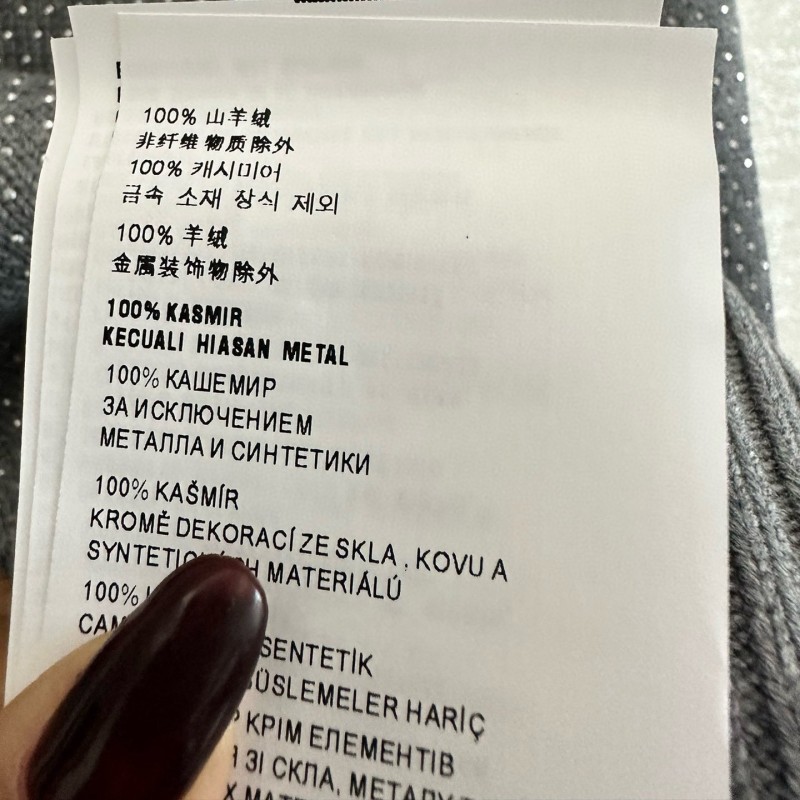 100% 山羊绒
非纤维物质除外
100% 캐시미어
금속 소재 장식 제외
100% 羊绒
金属装饰物除外
100% KASMIR
KECUALI HIASAN METAL
100% КАШЕМИР
ЗА ИСКЛЮЧЕНИЕМ
МЕТАЛЛА И СИНТЕТИКИ
100% KAŠMÍR
KROMĚ DEKORACÍ ZE SKLA , KOVU A
MATERIÁLŮ
100%
SENTETİK
SÜSLEMELER HARİÇ
КРІМ ЕЛЕМЕНТІВ
ЗІ СКЛА,